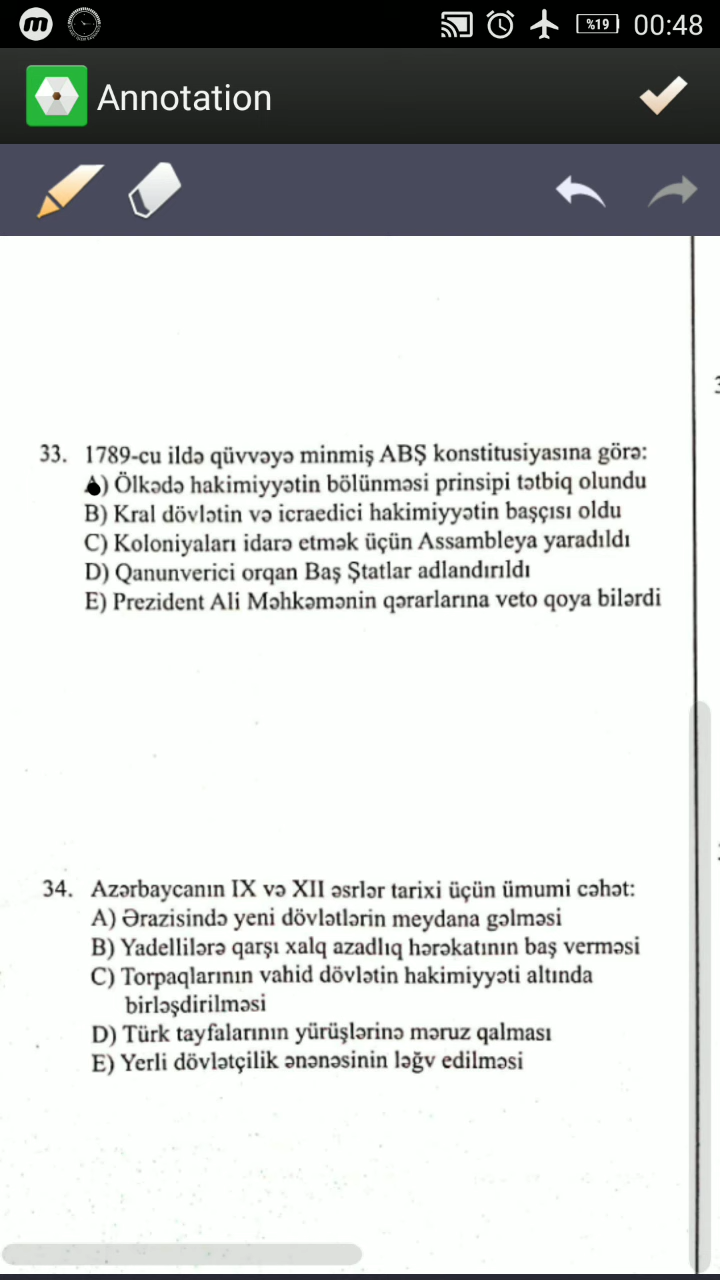 m
%19
00:48
Annotation
33. 1789-cu ildə qüvvəyə minmiş ABŞ konstitusiyasına görə:
A) Ölkədə hakimiyyətin bölünməsi prinsipi tətbiq olundu
B) Kral dövlətin və icraedici hakimiyyətin başçısı oldu
C) Koloniyaları idarə etmək üçün Assambleya yaradıldı
D) Qanunverici orqan Baş Ştatlar adlandırıldı
E) Prezident Ali Məhkəmənin qərarlarına veto qoya bilərdi
34. Azərbaycanın IX və XII əsrlər tarixi üçün ümumi cəhət:
A) Ərazisində yeni dövlətlərin meydana gəlməsi
B) Yadellilərə qarşı xalq azadlıq hərəkatının baş verməsi
C) Torpaqlarının vahid dövlətin hakimiyyəti altında
birləşdirilməsi
D) Türk tayfalarının yürüşlərinə məruz qalması
E) Yerli dövlətçilik ənənəsinin ləğv edilməsi